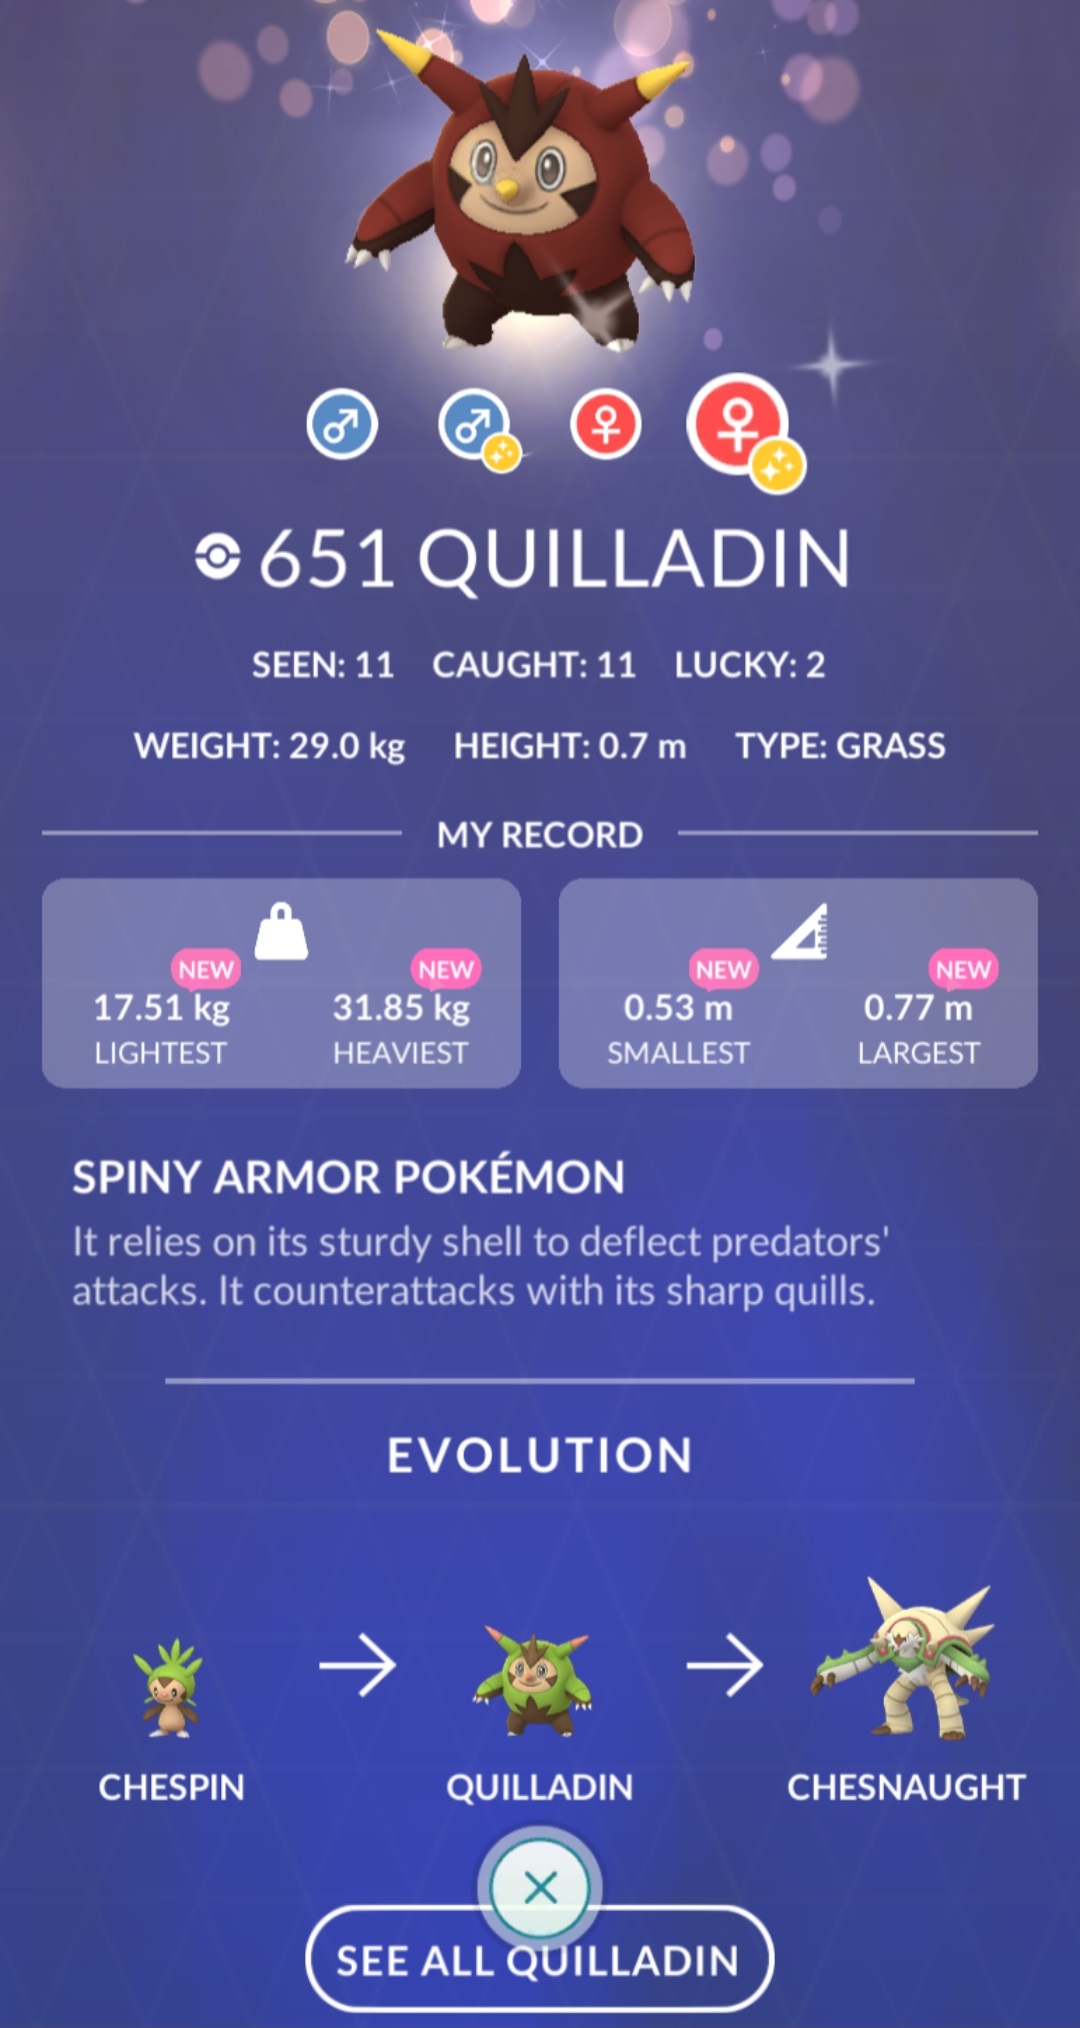 651 QUILLADIN
SEEN: 11 CAUGHT: 11 LUCKY: 2
WEIGHT: 29.0 kg HEIGHT: 0.7 m TYPE: GRASS
MY RECORD
NEW NEW NEW NEW
17.51 kg 31.85 kg 0.53 m 0.77 m
LIGHTEST HEAVIEST SMALLEST LARGEST
SPINY ARMOR POKÉMON
It relies on its sturdy shell to deflect predators'
attacks. It counterattacks with its sharp quills.
EVOLUTION
CHESPIN QUILLADIN CHESNAUGHT
SEE ALL QUILLADIN